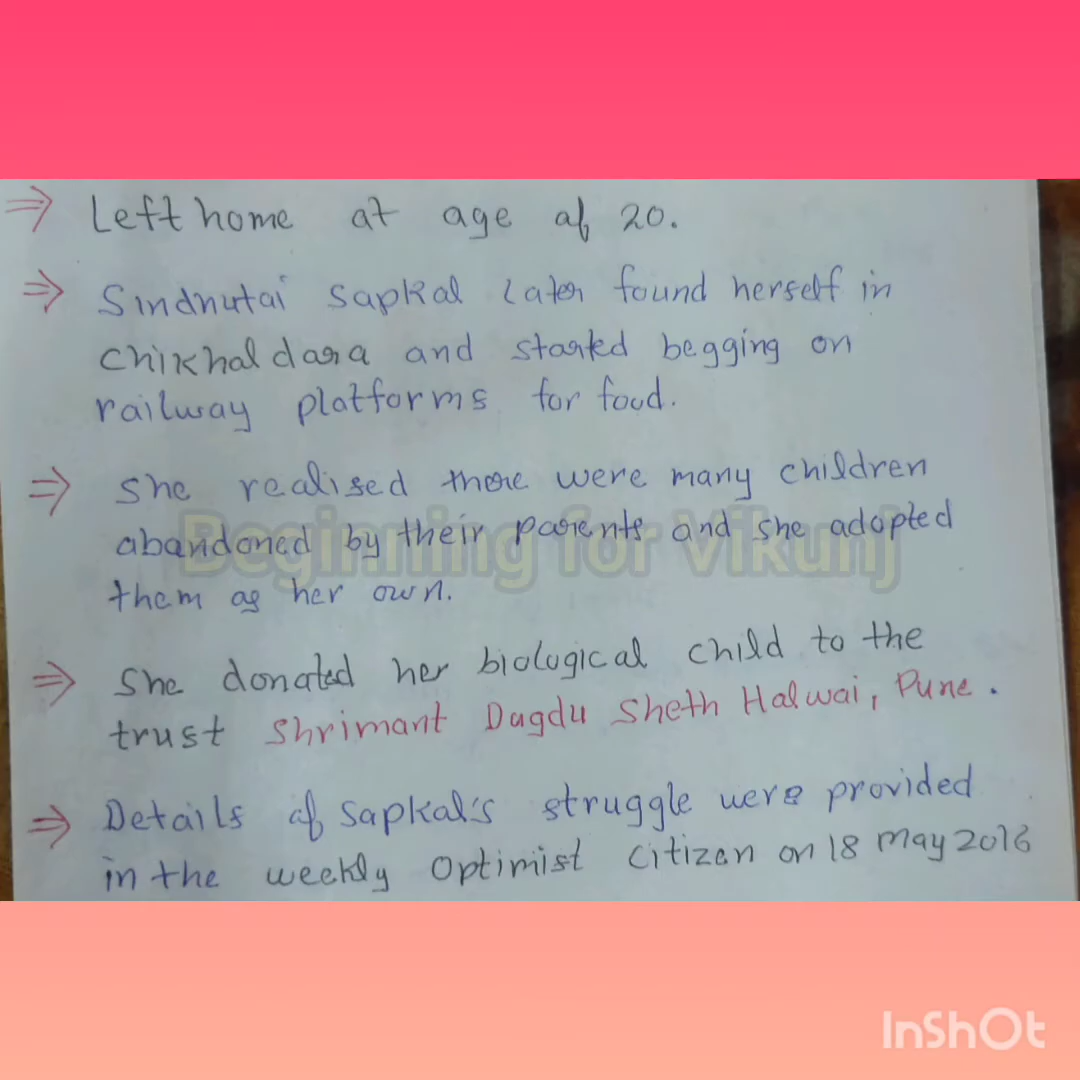 ⇒ Left home at age of 20.
⇒ Sindhutai Sapkal Later found herself in
Chikhaldara and started begging on
railway platforms for food.
⇒ She realised there were many children
abandoned by their parents and she adopted
them as her own.
Beginning for Vikunj
⇒ She donated her biological child to the
trust Shrimant Dagdu Sheth Halwai, Pune.
⇒ Details of Sapkal's struggle were provided
in the weekly Optimist Citizen on 18 May 2016
InShOt